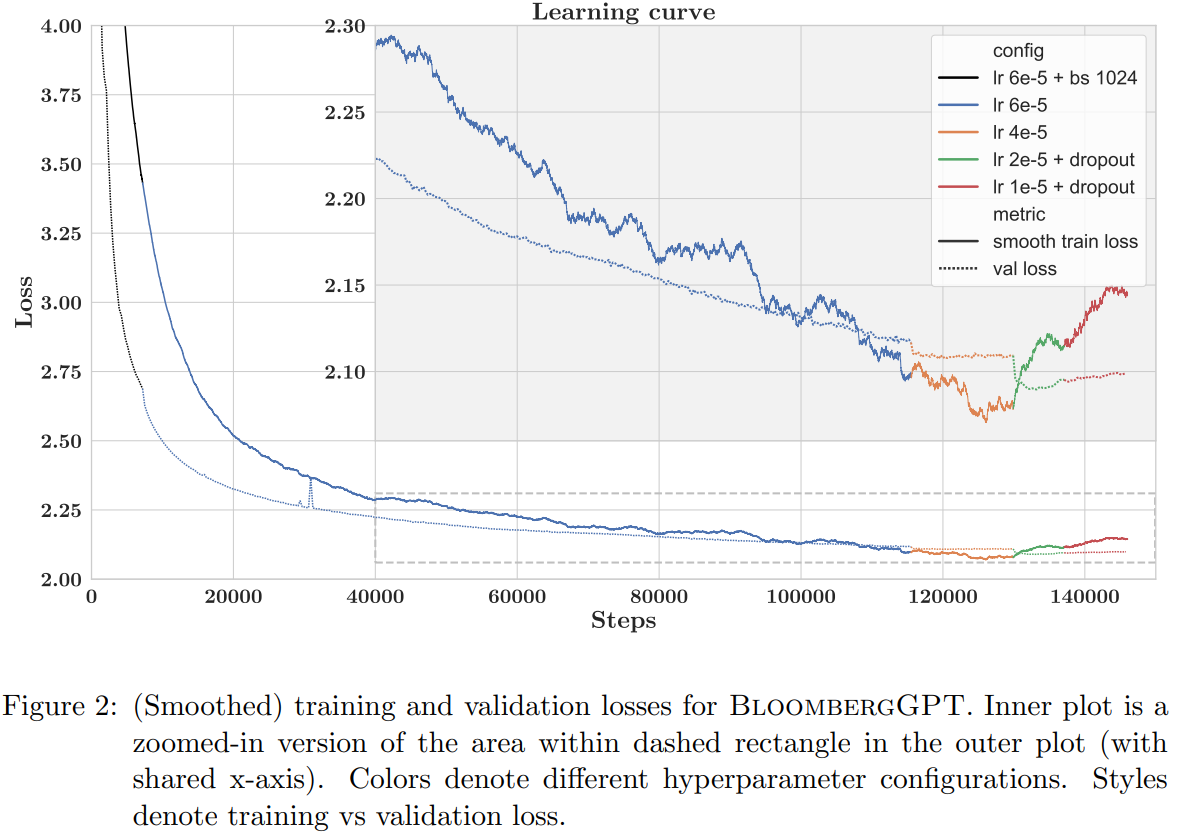 Learning curve
4.00
3.75
3.50
3.25
3.00
2.75
2.50
2.25
2.00
Loss
2.30
2.25
2.20
2.15
2.10
config
lr 6e-5 + bs 1024
lr 6e-5
lr 4e-5
lr 2e-5 + dropout
lr 1e-5 + dropout
metric
smooth train loss
val loss
0 20000 40000 60000 80000 100000 120000 140000
Steps
Figure 2: (Smoothed) training and validation losses for BLOOMBERGGPT. Inner plot is a
zoomed-in version of the area within dashed rectangle in the outer plot (with
shared x-axis). Colors denote different hyperparameter configurations. Styles
denote training vs validation loss.